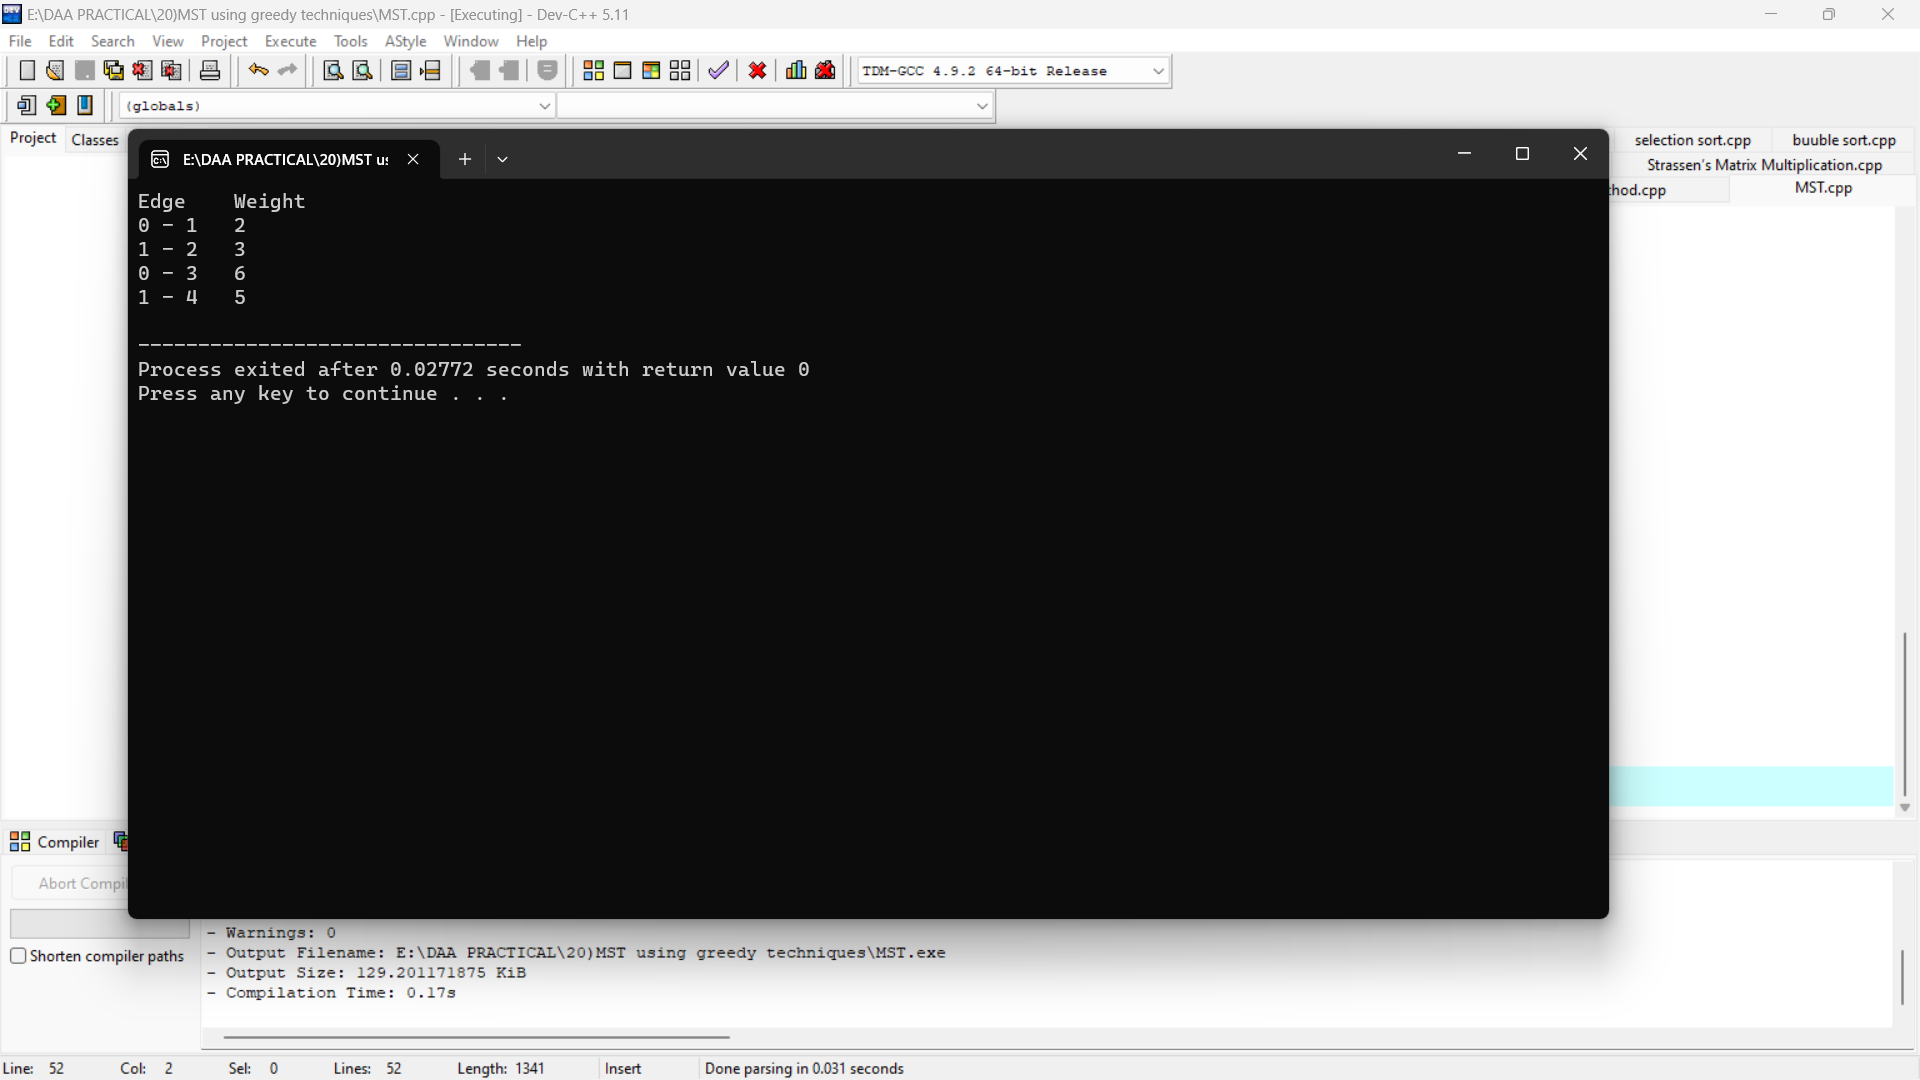 E:\DAA PRACTICAL\20)MST using greedy techniques\MST.cpp - [Executing] - Dev-C++ 5.11
File Edit Search View Project Execute Tools AStyle Window Help
TDM-GCC 4.9.2 64-bit Release
(globals)
Project Classes
selection sort.cpp buuble sort.cpp
Strassen's Matrix Multiplication.cpp
hod.cpp MST.cpp
E:\DAA PRACTICAL\20)MST us
Edge Weight
0 - 1 2
1 - 2 3
0 - 3 6
1 - 4 5
--------------------------------
Process exited after 0.02772 seconds with return value 0
Press any key to continue . . .
Compiler
Abort Compil
Shorten compiler paths
- Warnings: 0
- Output Filename: E:\DAA PRACTICAL\20)MST using greedy techniques\MST.exe
- Output Size: 129.201171875 KiB
- Compilation Time: 0.17s
Line: 52 Col: 2 Sel: 0 Lines: 52 Length: 1341 Insert Done parsing in 0.031 seconds